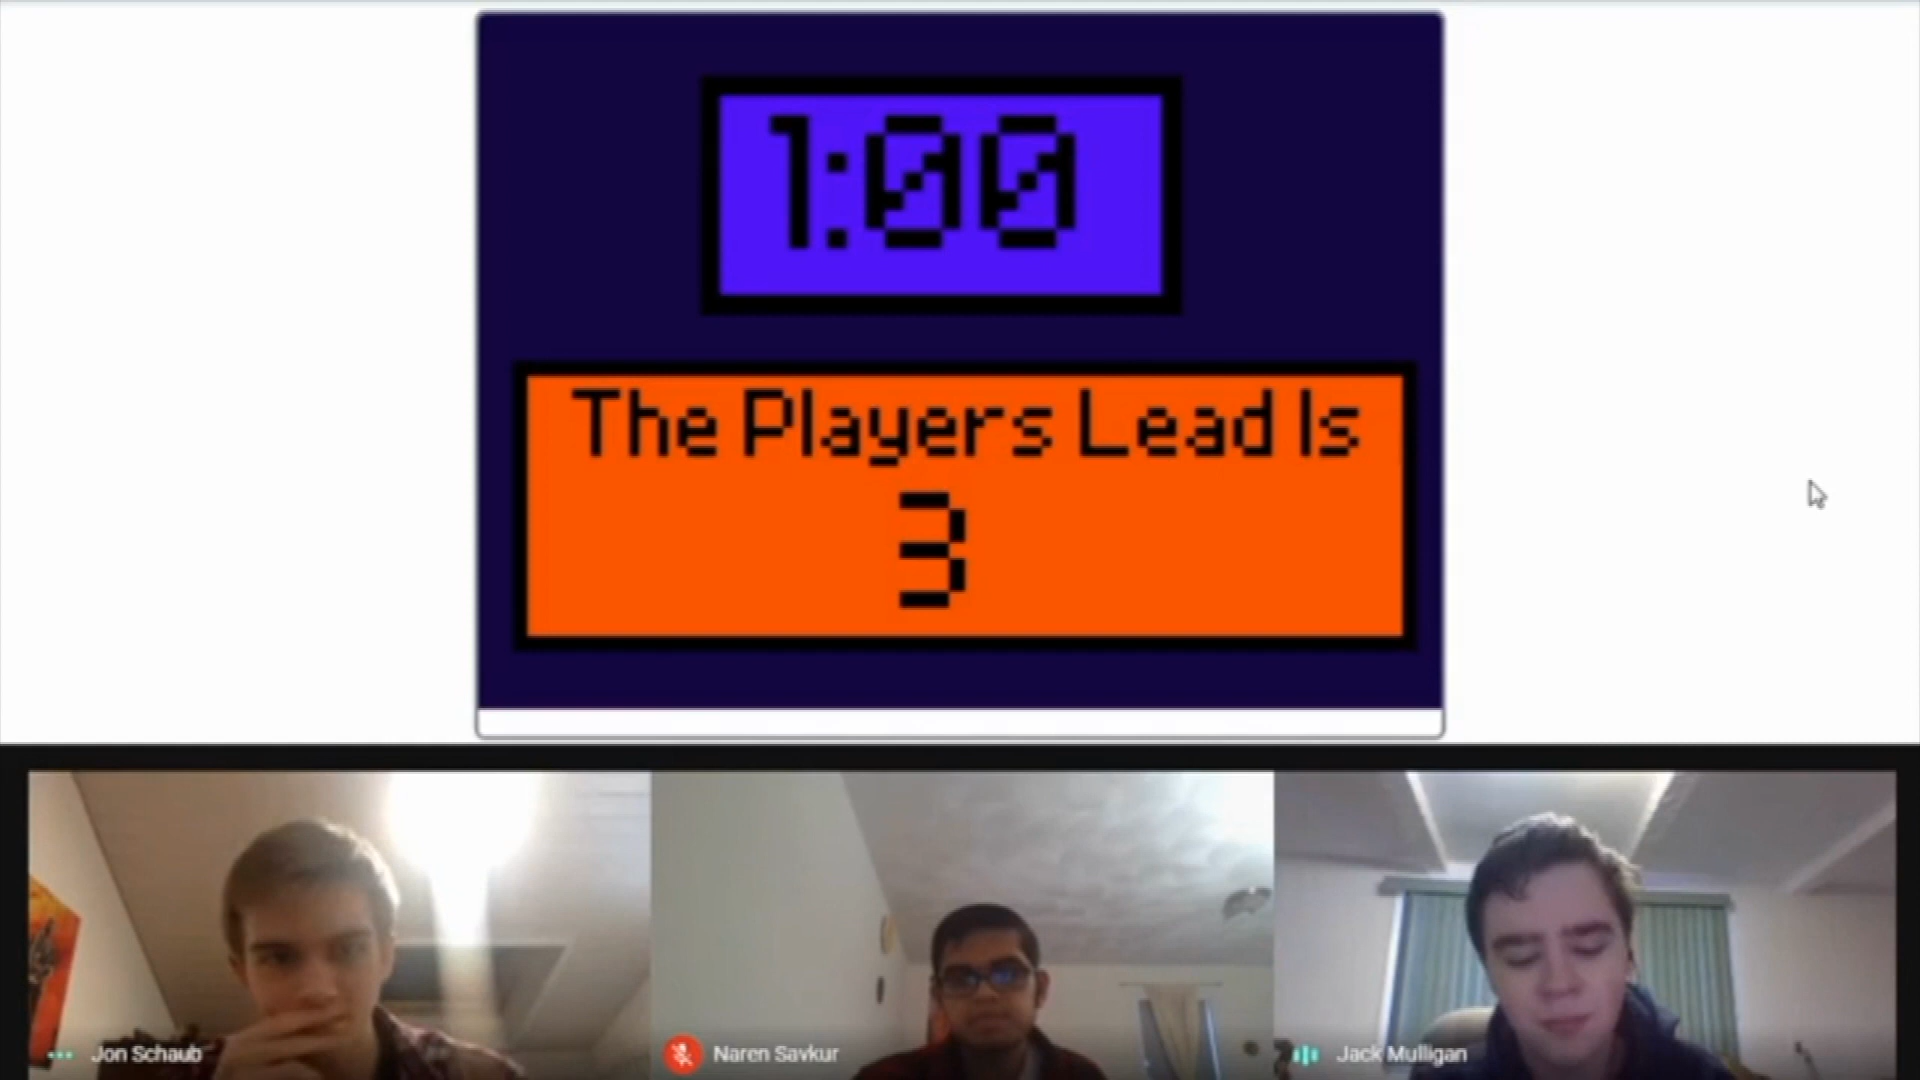 1:00
The Players Lead Is
3
Jon Schaub
Naren Savkur
Jack Mulligan